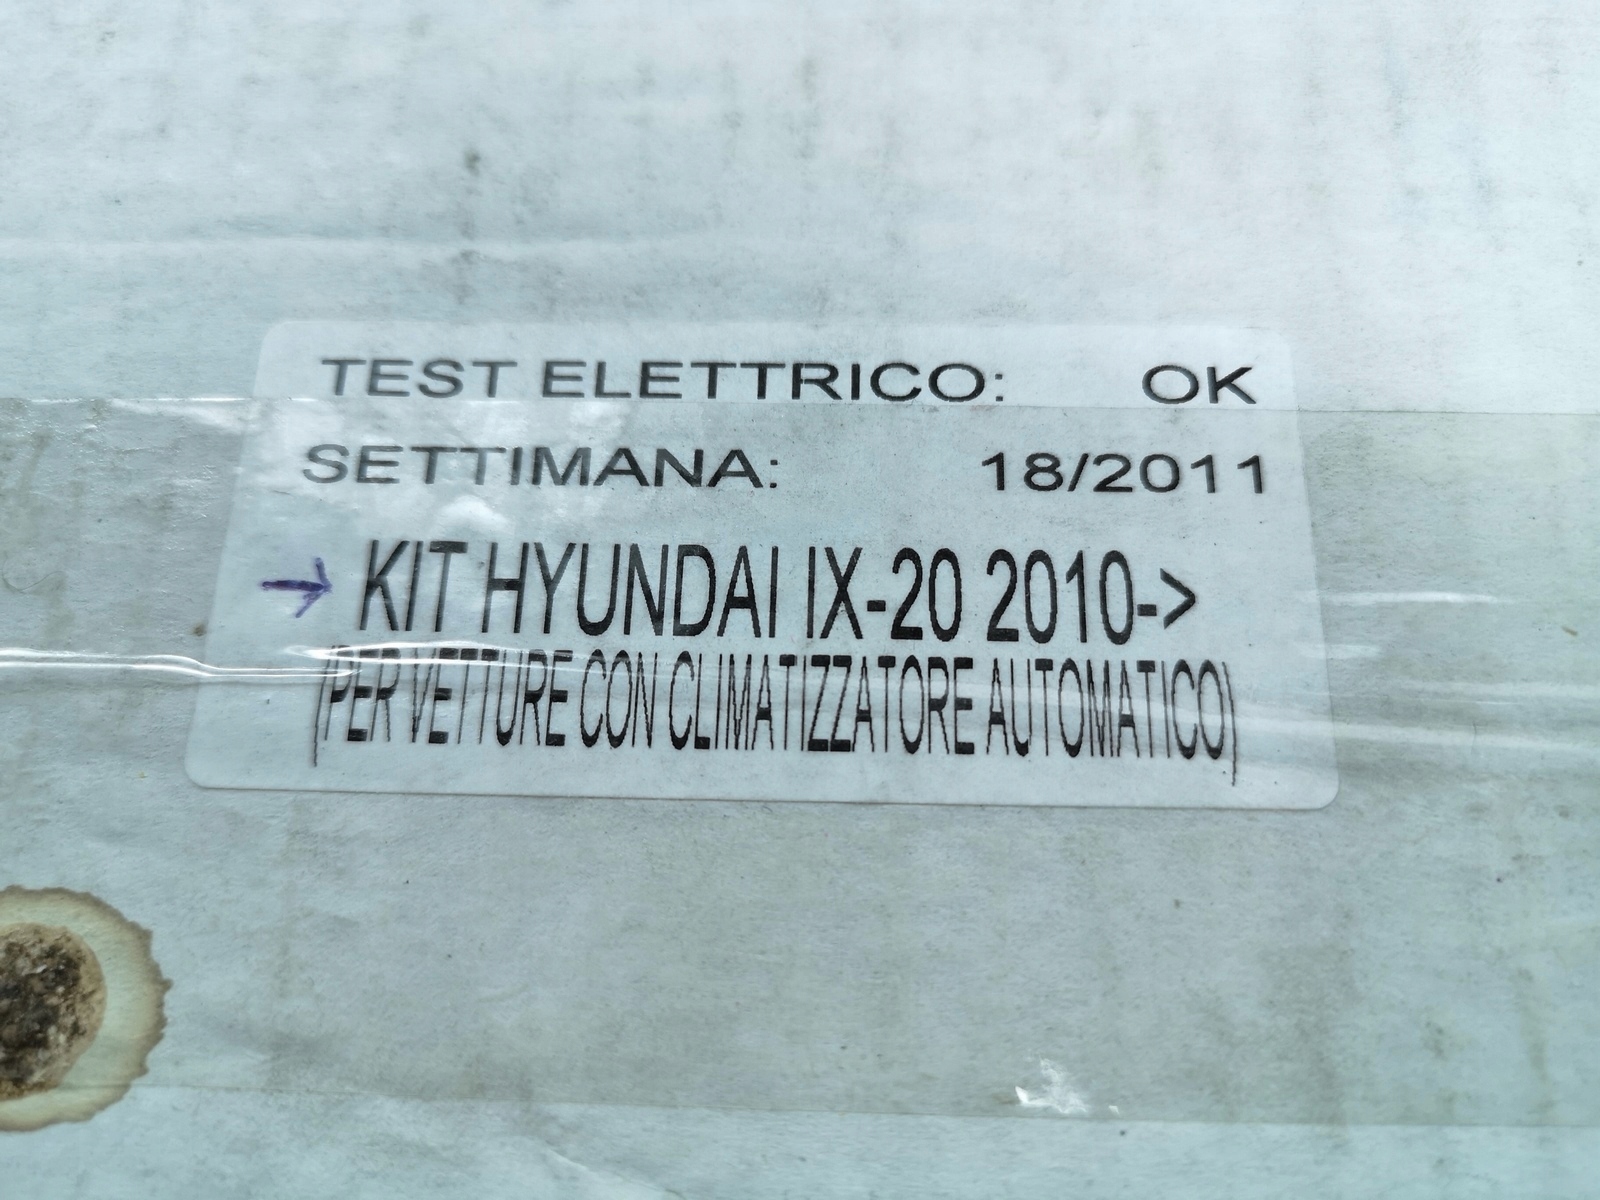 TEST ELETTRICO: OK
SETTIMANA: 18/2011
→ KIT HYUNDAI IX-20 2010->
(PER VETTURE CON CLIMATIZZATORE AUTOMATICO)